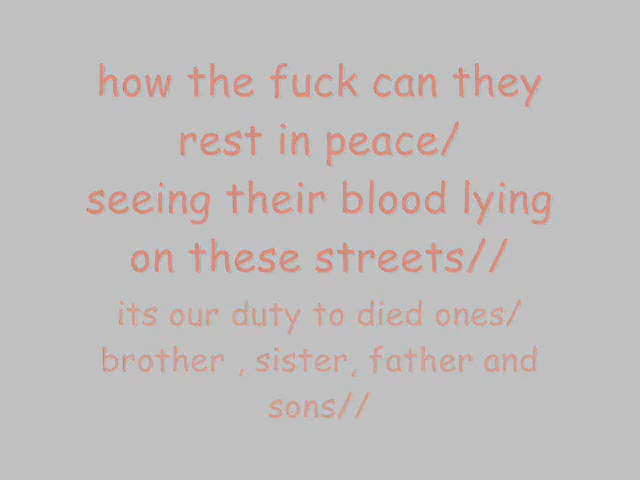 how the fuck can they
rest in peace/
seeing their blood lying
on these streets//
its our duty to died ones/
brother , sister, father and
sons//